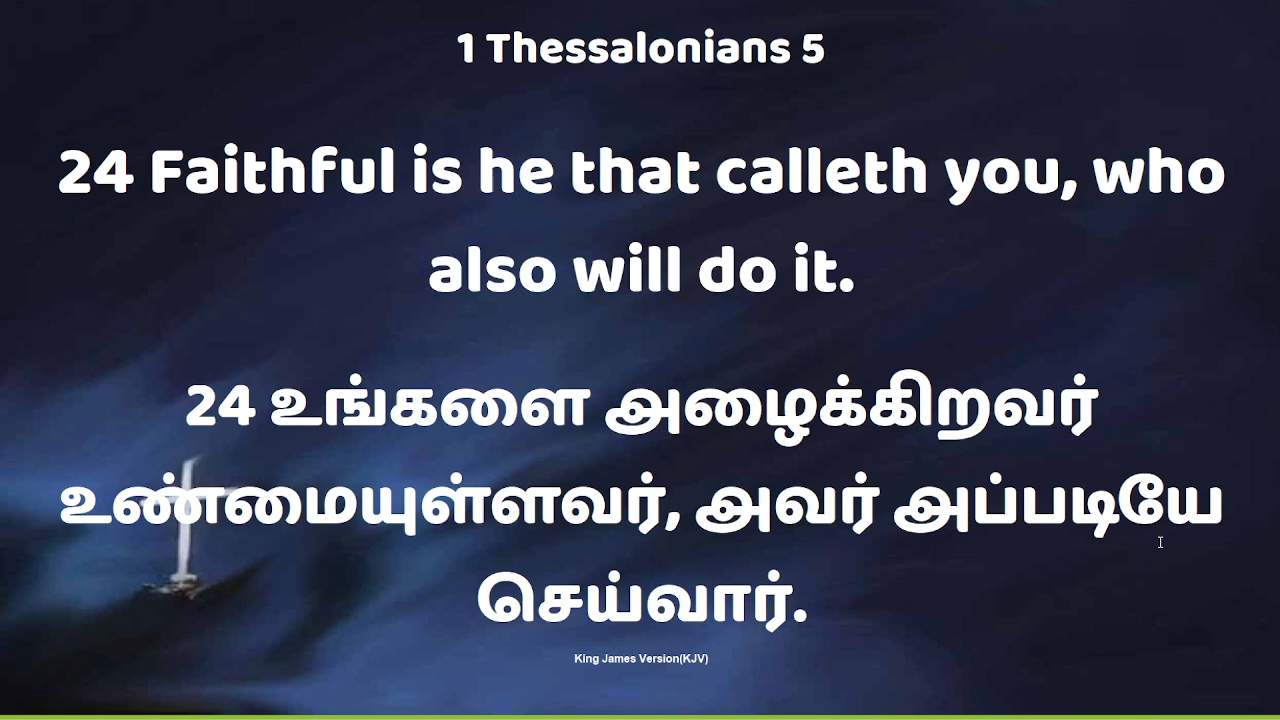 1 Thessalonians 5
24 Faithful is he that calleth you, who
also will do it.
24 உங்களை அழைக்கிறவர்
உண்மையுள்ளவர், அவர் அப்படியே
செய்வார்.
King James Version(KJV)